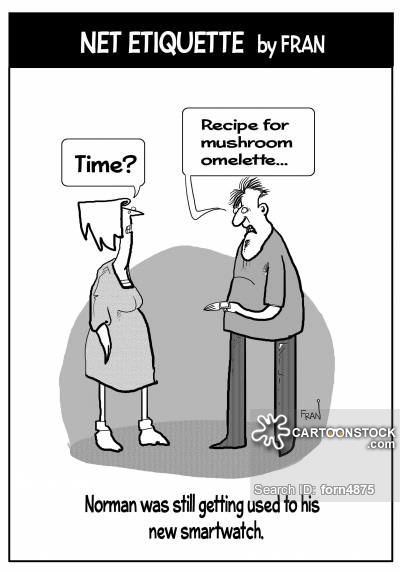 NET ETIQUETTE by FRAN
Time?
Recipe for
mushroom
omelette...
FRAN
CARTOONSTOCK
.com
Search ID: forn4875
Norman was still getting used to his
new smartwatch.